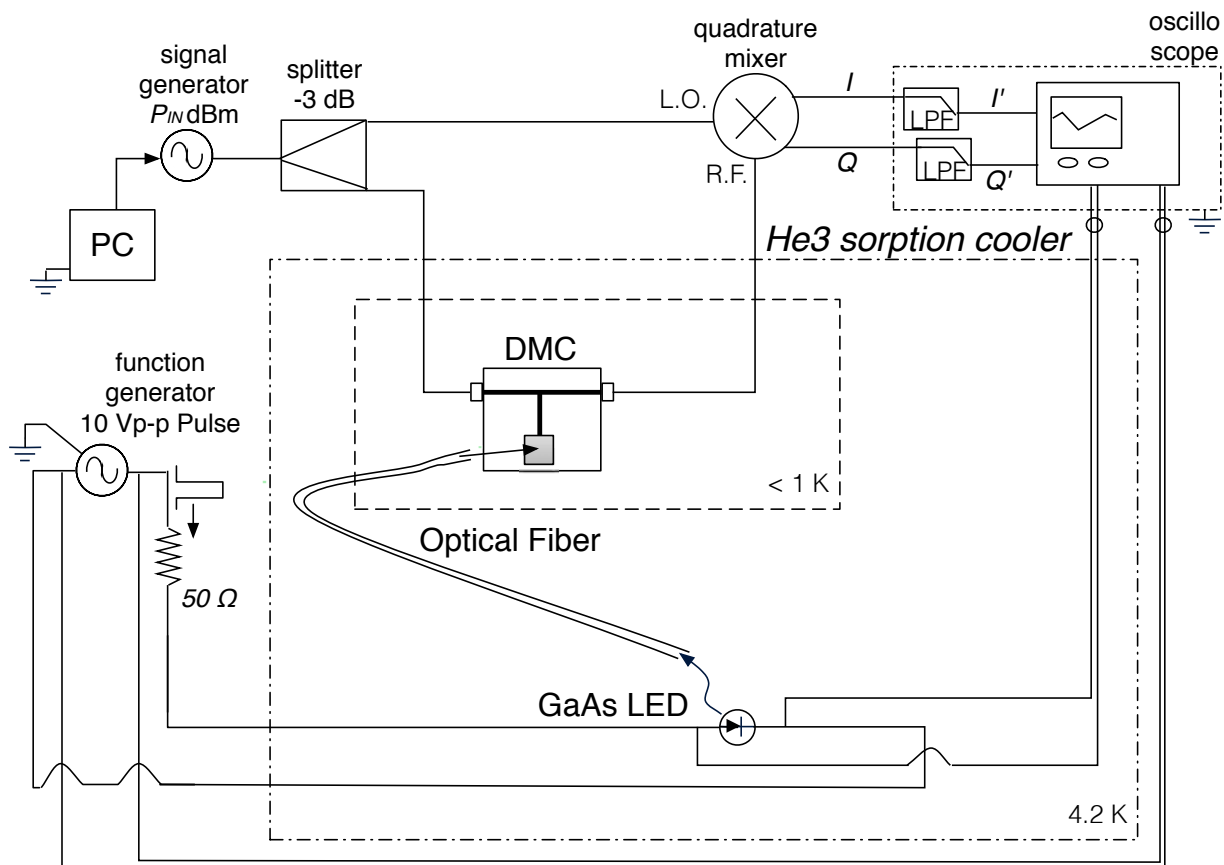 oscillo
scope
quadrature
mixer
signal
generator
PIN dBm
splitter
-3 dB
L.O.
I
LPF
I'
R.F.
Q
LPF
Q'
PC
He3 sorption cooler
DMC
function
generator
10 Vp-p Pulse
< 1 K
Optical Fiber
50 Ω
GaAs LED
4.2 K